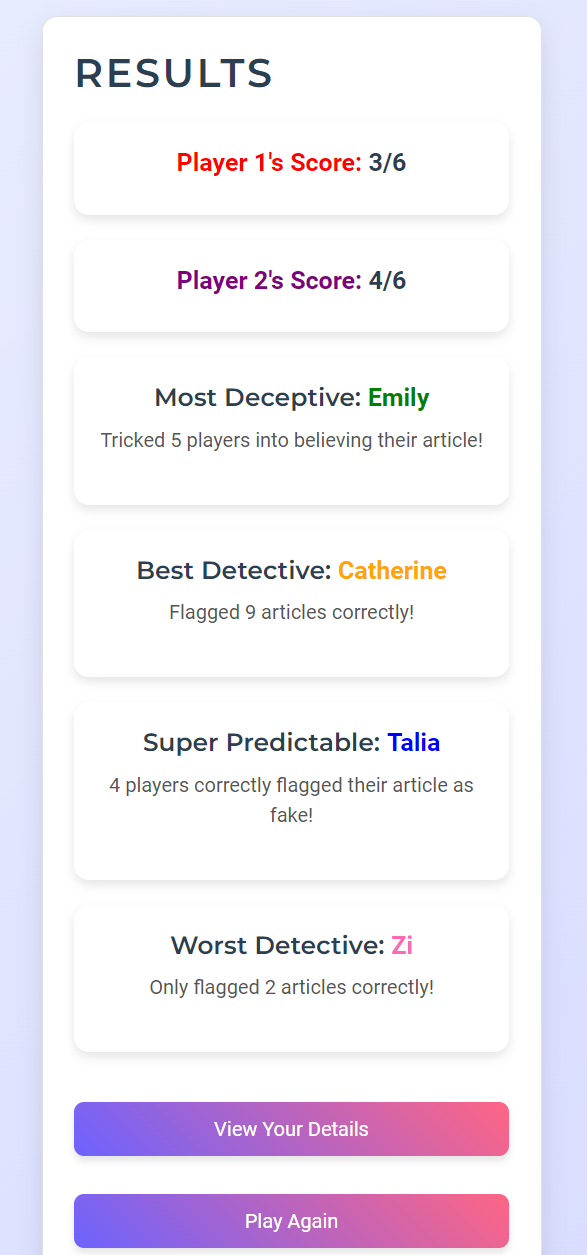 RESULTS
Player 1's Score: 3/6
Player 2's Score: 4/6
Most Deceptive: Emily
Tricked 5 players into believing their article!
Best Detective: Catherine
Flagged 9 articles correctly!
Super Predictable: Talia
4 players correctly flagged their article as
fake!
Worst Detective: Zi
Only flagged 2 articles correctly!
View Your Details
Play Again